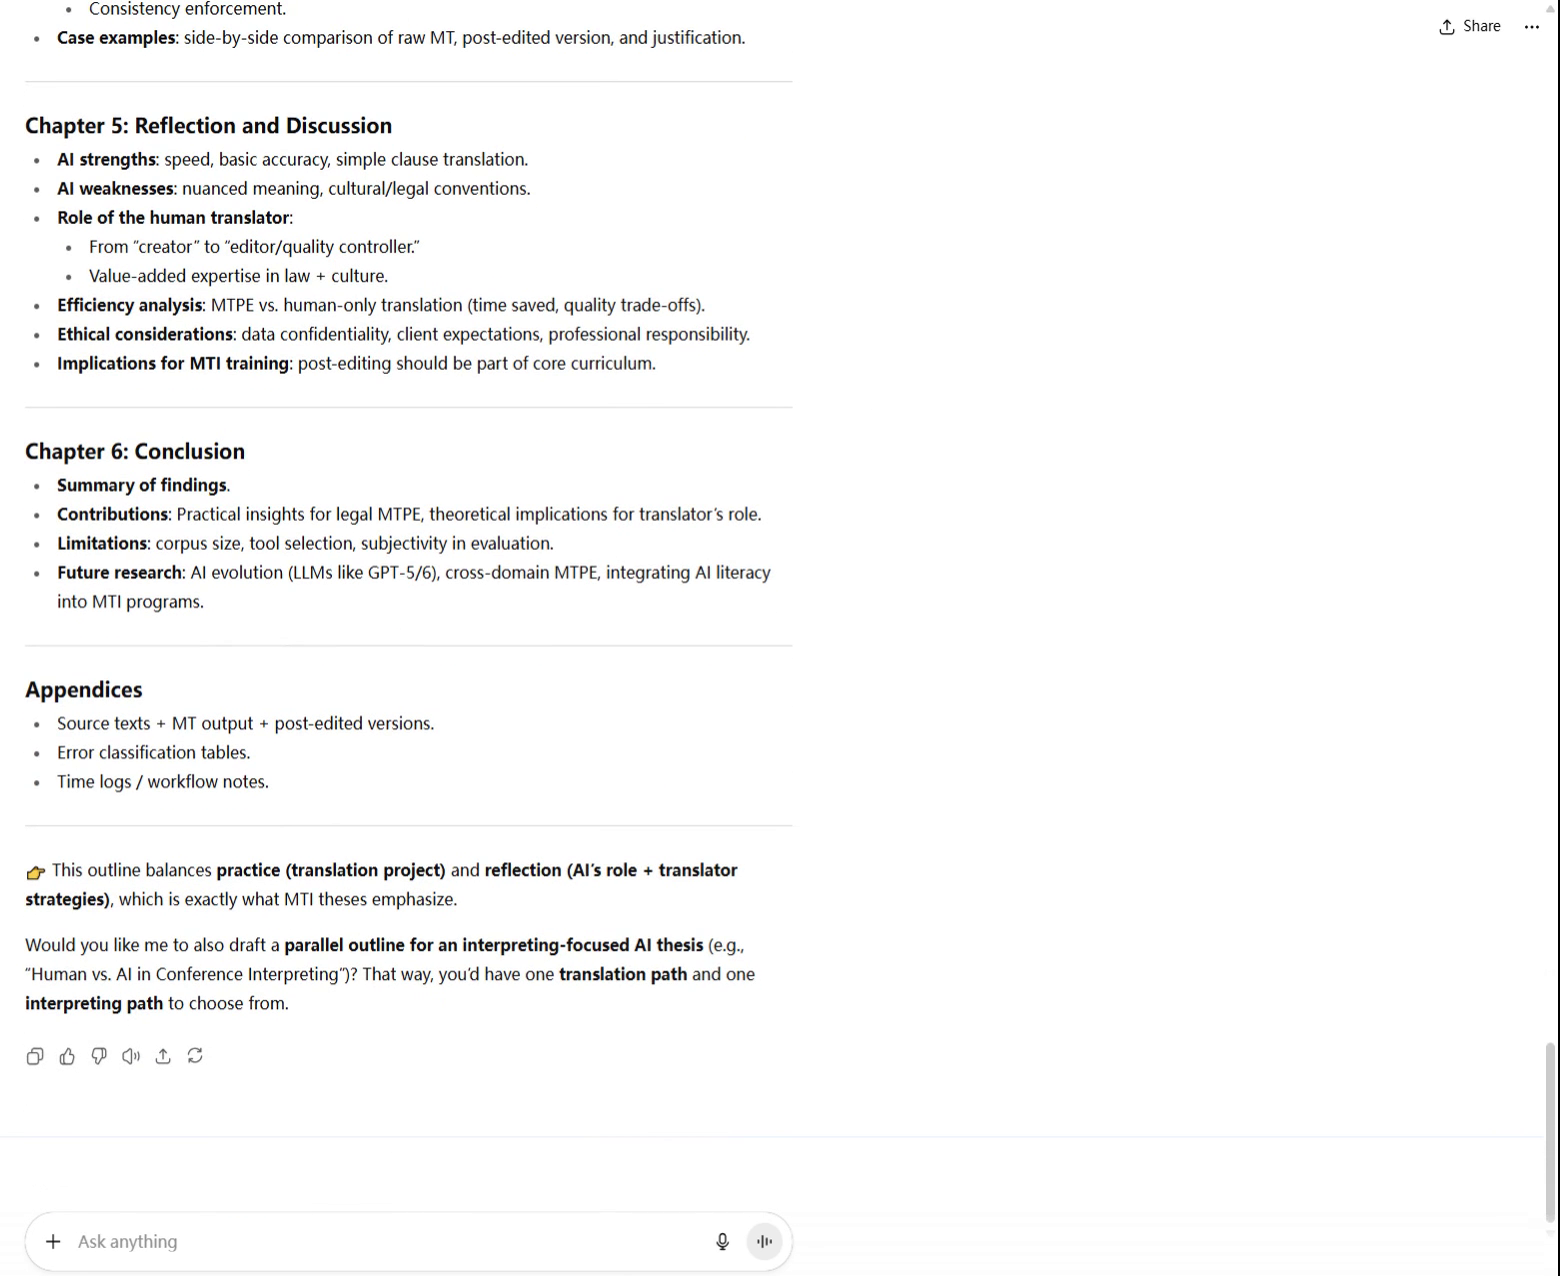 Consistency enforcement.
Share
Case examples: side-by-side comparison of raw MT, post-edited version, and justification.
Chapter 5: Reflection and Discussion
AI strengths: speed, basic accuracy, simple clause translation.
AI weaknesses: nuanced meaning, cultural/legal conventions.
Role of the human translator:
From “creator” to “editor/quality controller.”
Value-added expertise in law + culture.
Efficiency analysis: MTPE vs. human-only translation (time saved, quality trade-offs).
Ethical considerations: data confidentiality, client expectations, professional responsibility.
Implications for MTI training: post-editing should be part of core curriculum.
Chapter 6: Conclusion
Summary of findings.
Contributions: Practical insights for legal MTPE, theoretical implications for translator’s role.
Limitations: corpus size, tool selection, subjectivity in evaluation.
Future research: AI evolution (LLMs like GPT-5/6), cross-domain MTPE, integrating AI literacy
into MTI programs.
Appendices
Source texts + MT output + post-edited versions.
Error classification tables.
Time logs / workflow notes.
👉 This outline balances practice (translation project) and reflection (AI’s role + translator
strategies), which is exactly what MTI theses emphasize.
Would you like me to also draft a parallel outline for an interpreting-focused AI thesis (e.g.,
“Human vs. AI in Conference Interpreting”)? That way, you’d have one translation path and one
interpreting path to choose from.
Ask anything